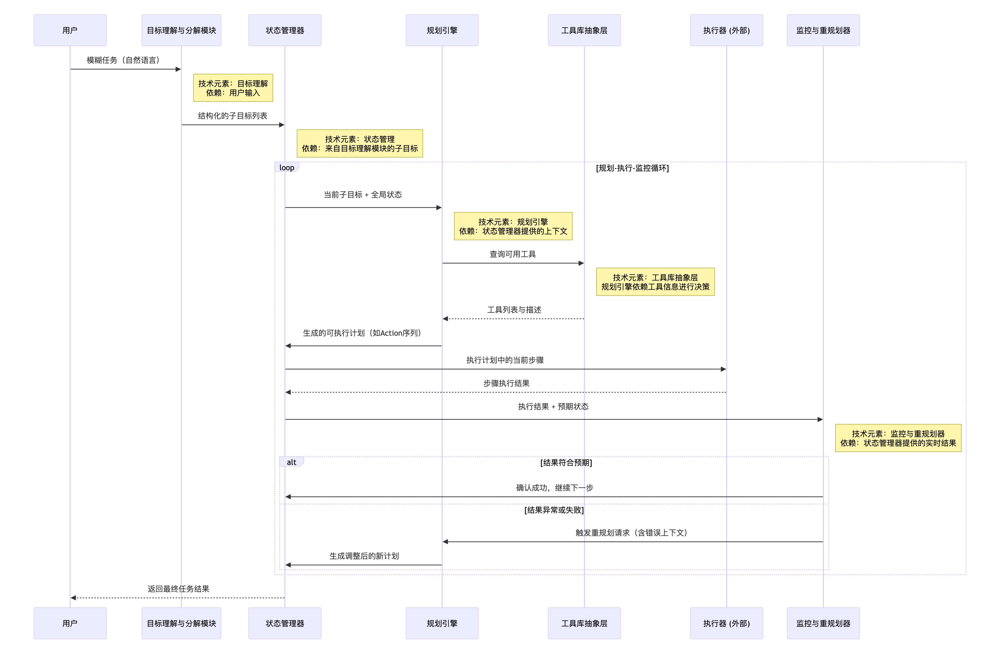 用户
目标理解与分解模块
状态管理器
规划引擎
工具库抽象层
执行器 (外部)
监控与重规划器
模糊任务（自然语言）
技术元素：目标理解
依赖：用户输入
结构化的子目标列表
技术元素：状态管理
依赖：来自目标理解模块的子目标
loop
[规划-执行-监控循环]
当前子目标 + 全局状态
技术元素：规划引擎
依赖：状态管理器提供的上下文
查询可用工具
技术元素：工具库抽象层
规划引擎依赖工具信息进行决策
工具列表与描述
生成的可执行计划（如Action序列）
执行计划中的当前步骤
步骤执行结果
执行结果 + 预期状态
技术元素：监控与重规划器
依赖：状态管理器提供的实时结果
alt
[结果符合预期]
确认成功，继续下一步
[结果异常或失败]
触发重规划请求（含错误上下文）
生成调整后的新计划
返回最终任务结果
用户
目标理解与分解模块
状态管理器
规划引擎
工具库抽象层
执行器 (外部)
监控与重规划器